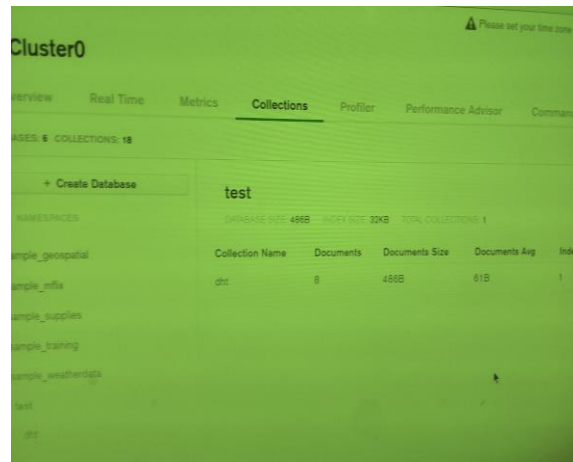 Please set your time zone
Cluster0
verview Real Time Metrics Collections Profiler Performance Advisor Comman
ASES: 6 COLLECTIONS: 18
+ Create Database
NAMESPACES
test
DATABASE SIZE: 486B INDEX SIZE: 32KB TOTAL COLLECTIONS: 1
Collection Name Documents Documents Size Documents Avg Inde
dht 8 486B 61B 1
ample_geospatial
ample_mflix
ample_supplies
ample_training
ample_weatherdata
test
dht